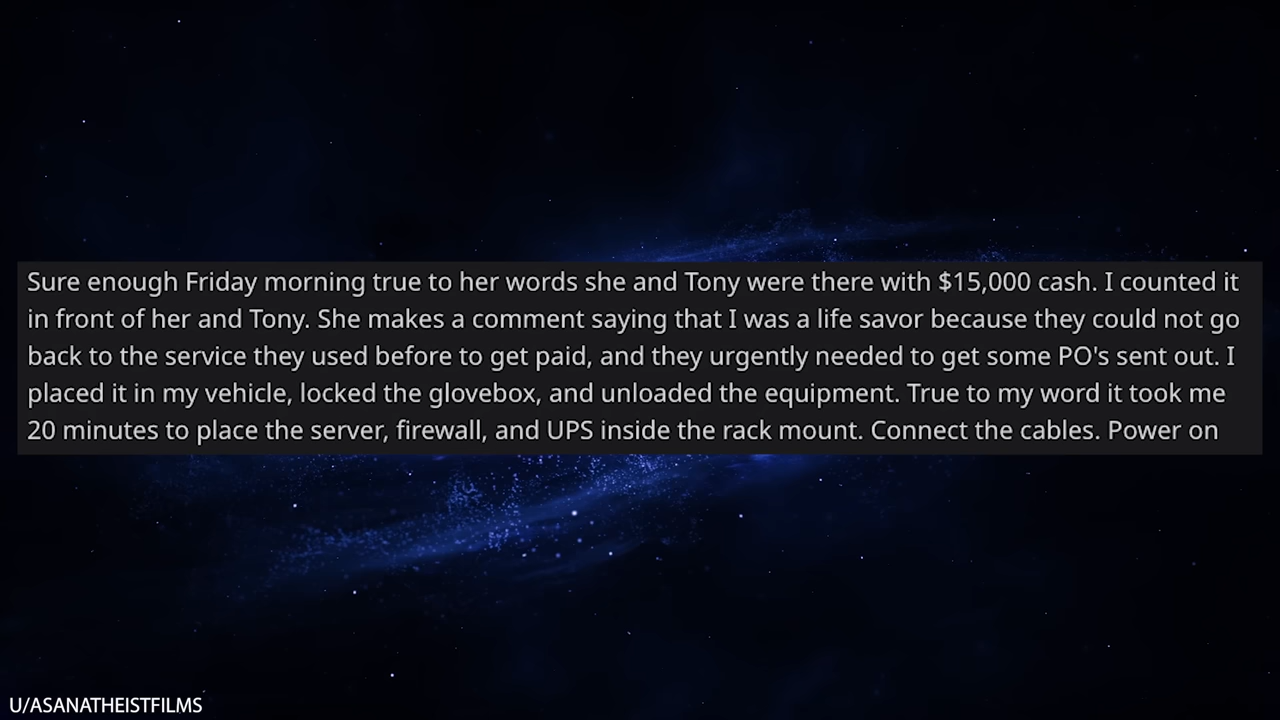 Sure enough Friday morning true to her words she and Tony were there with $15,000 cash. I counted it
in front of her and Tony. She makes a comment saying that I was a life savor because they could not go
back to the service they used before to get paid, and they urgently needed to get some PO's sent out. I
placed it in my vehicle, locked the glovebox, and unloaded the equipment. True to my word it took me
20 minutes to place the server, firewall, and UPS inside the rack mount. Connect the cables. Power on
U/ASANATHEISTFILMS